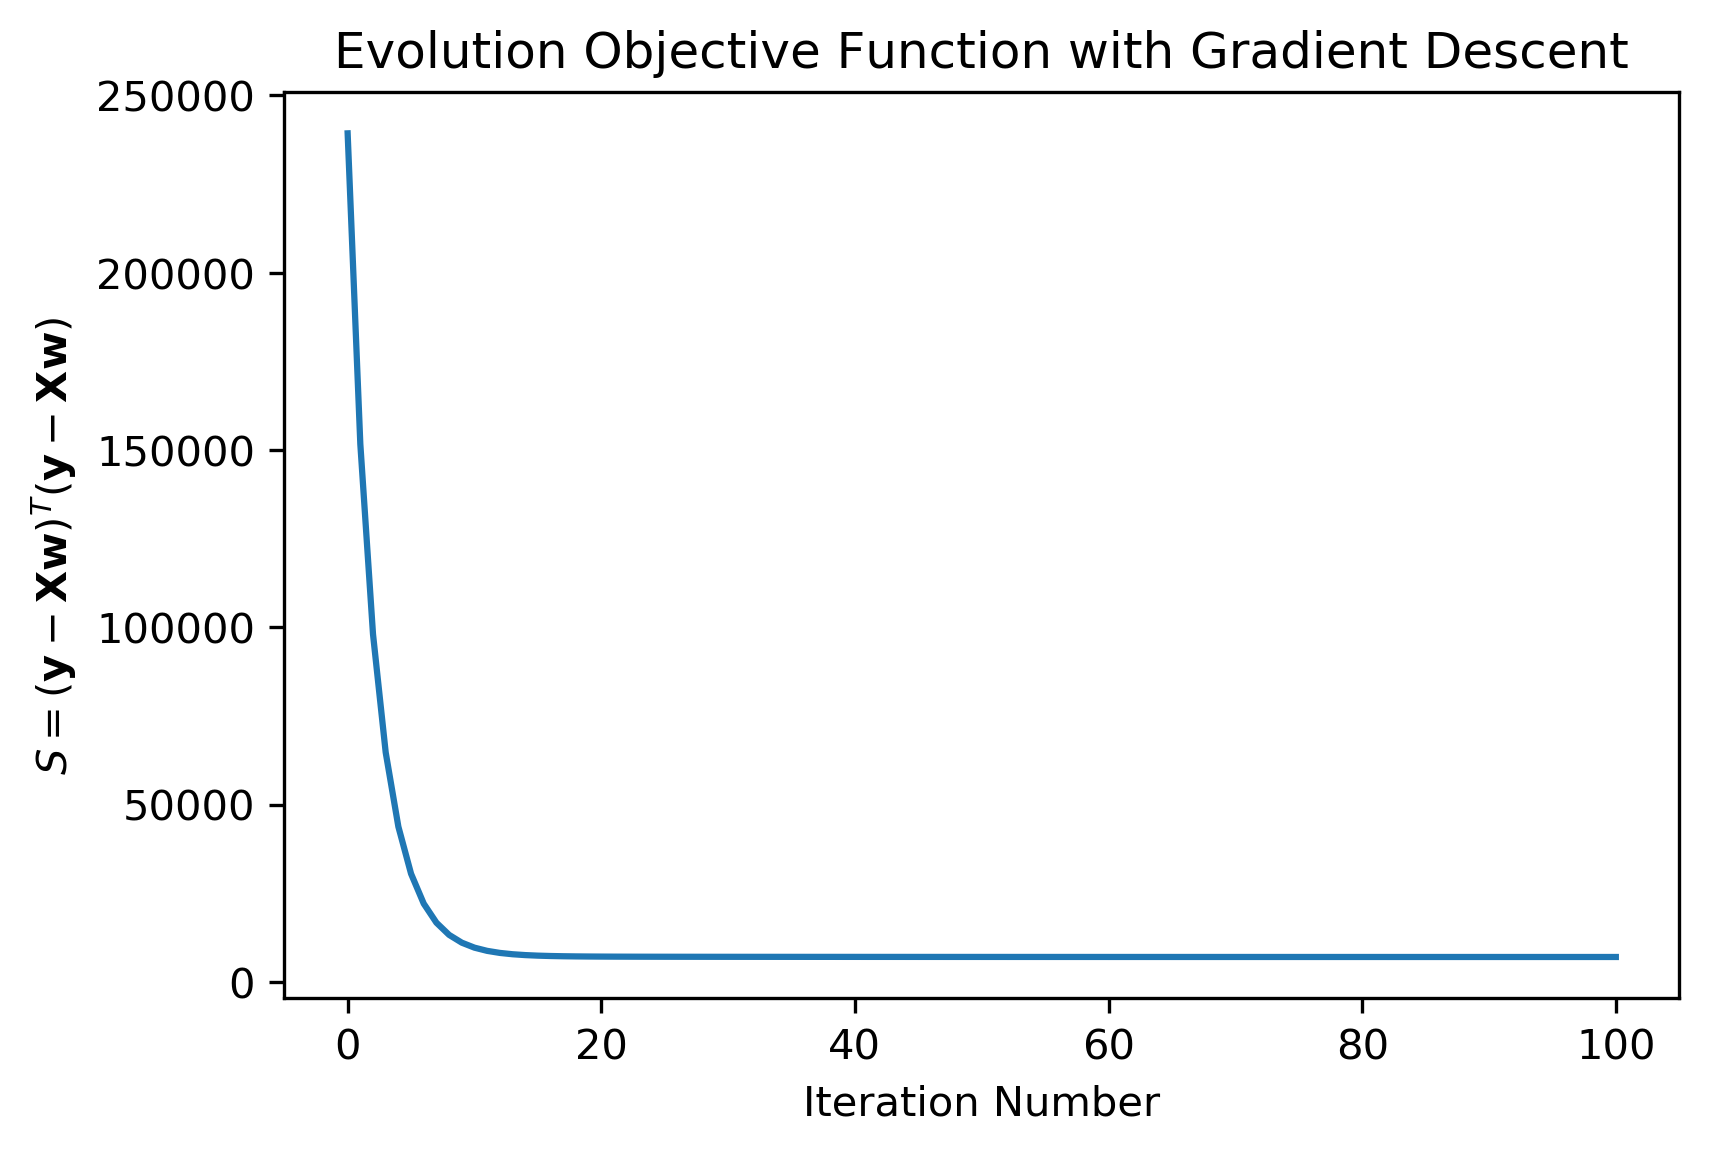 Evolution Objective Function with Gradient Descent
250000
200000
150000
100000
50000
0
S = (y − Xw)ᵀ(y − Xw)
0 20 40 60 80 100
Iteration Number